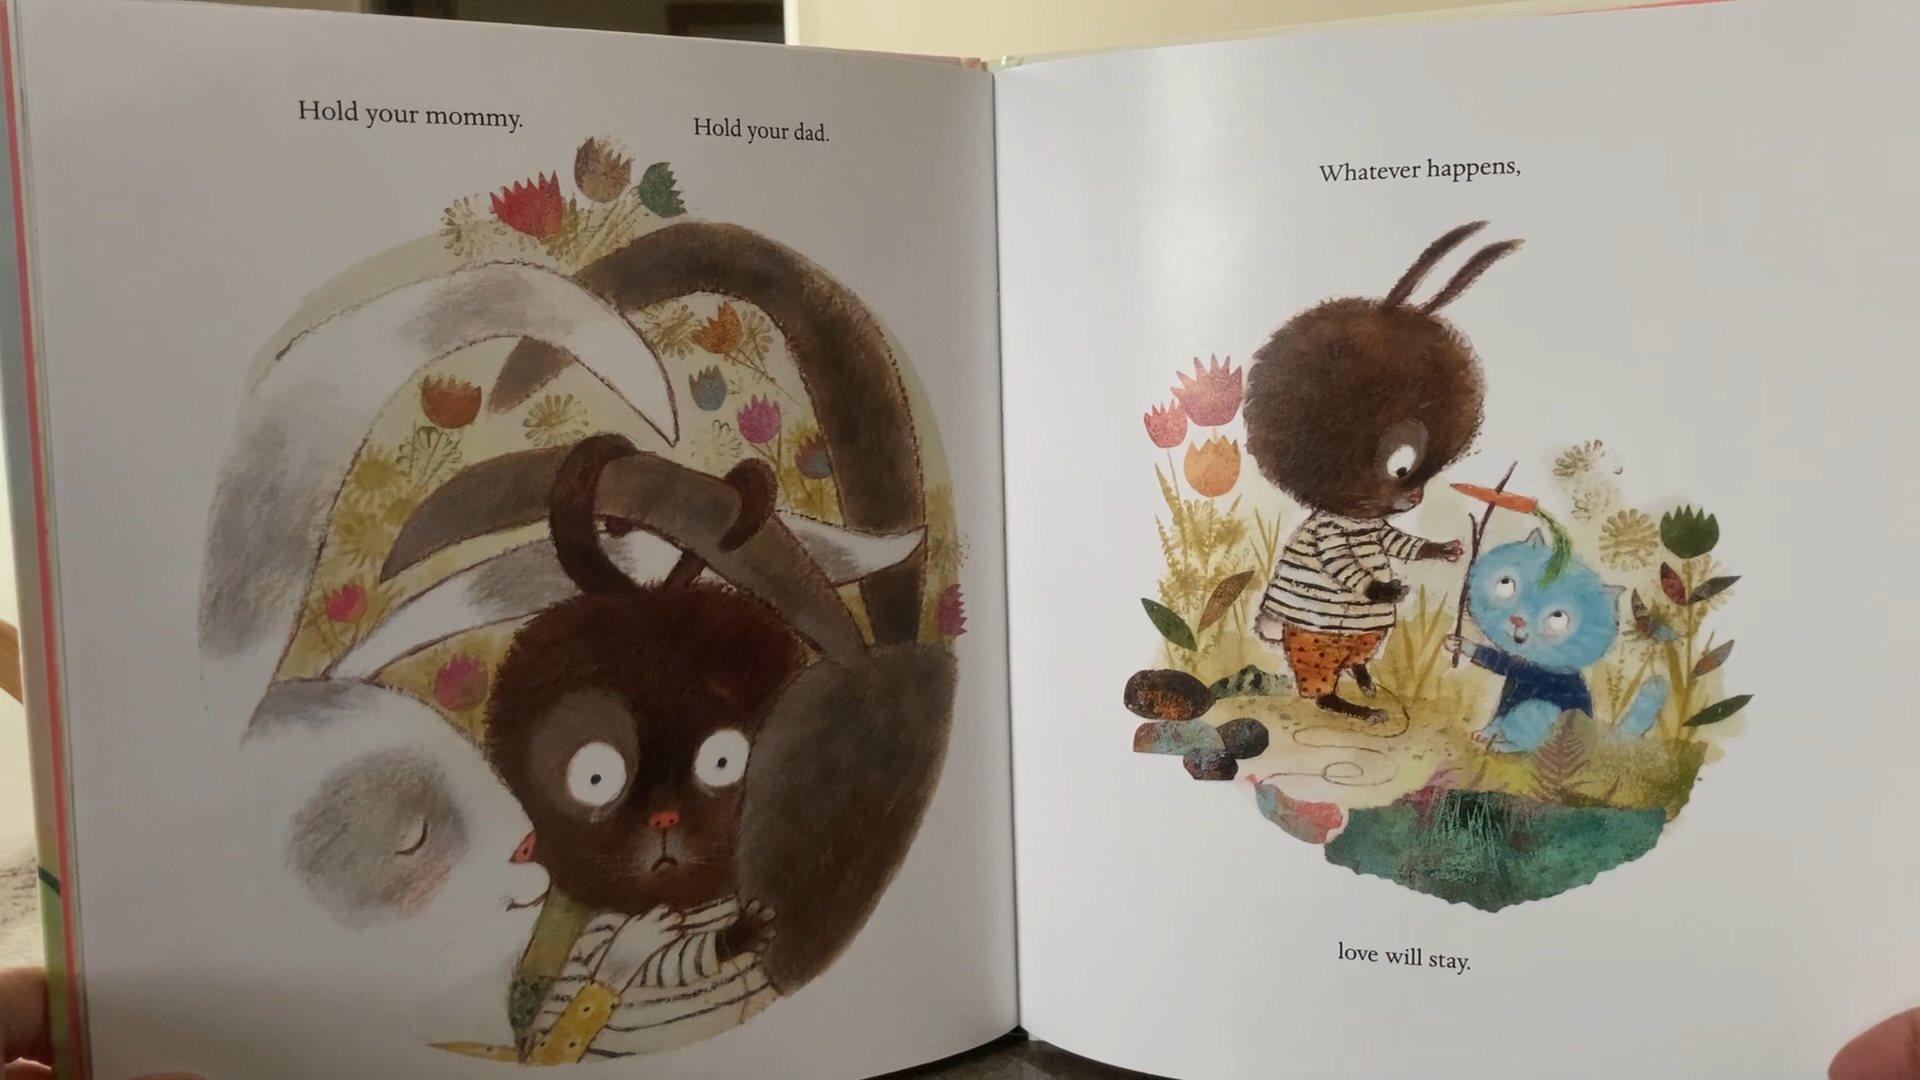 Hold your mommy.
Hold your dad.
Whatever happens,
love will stay.